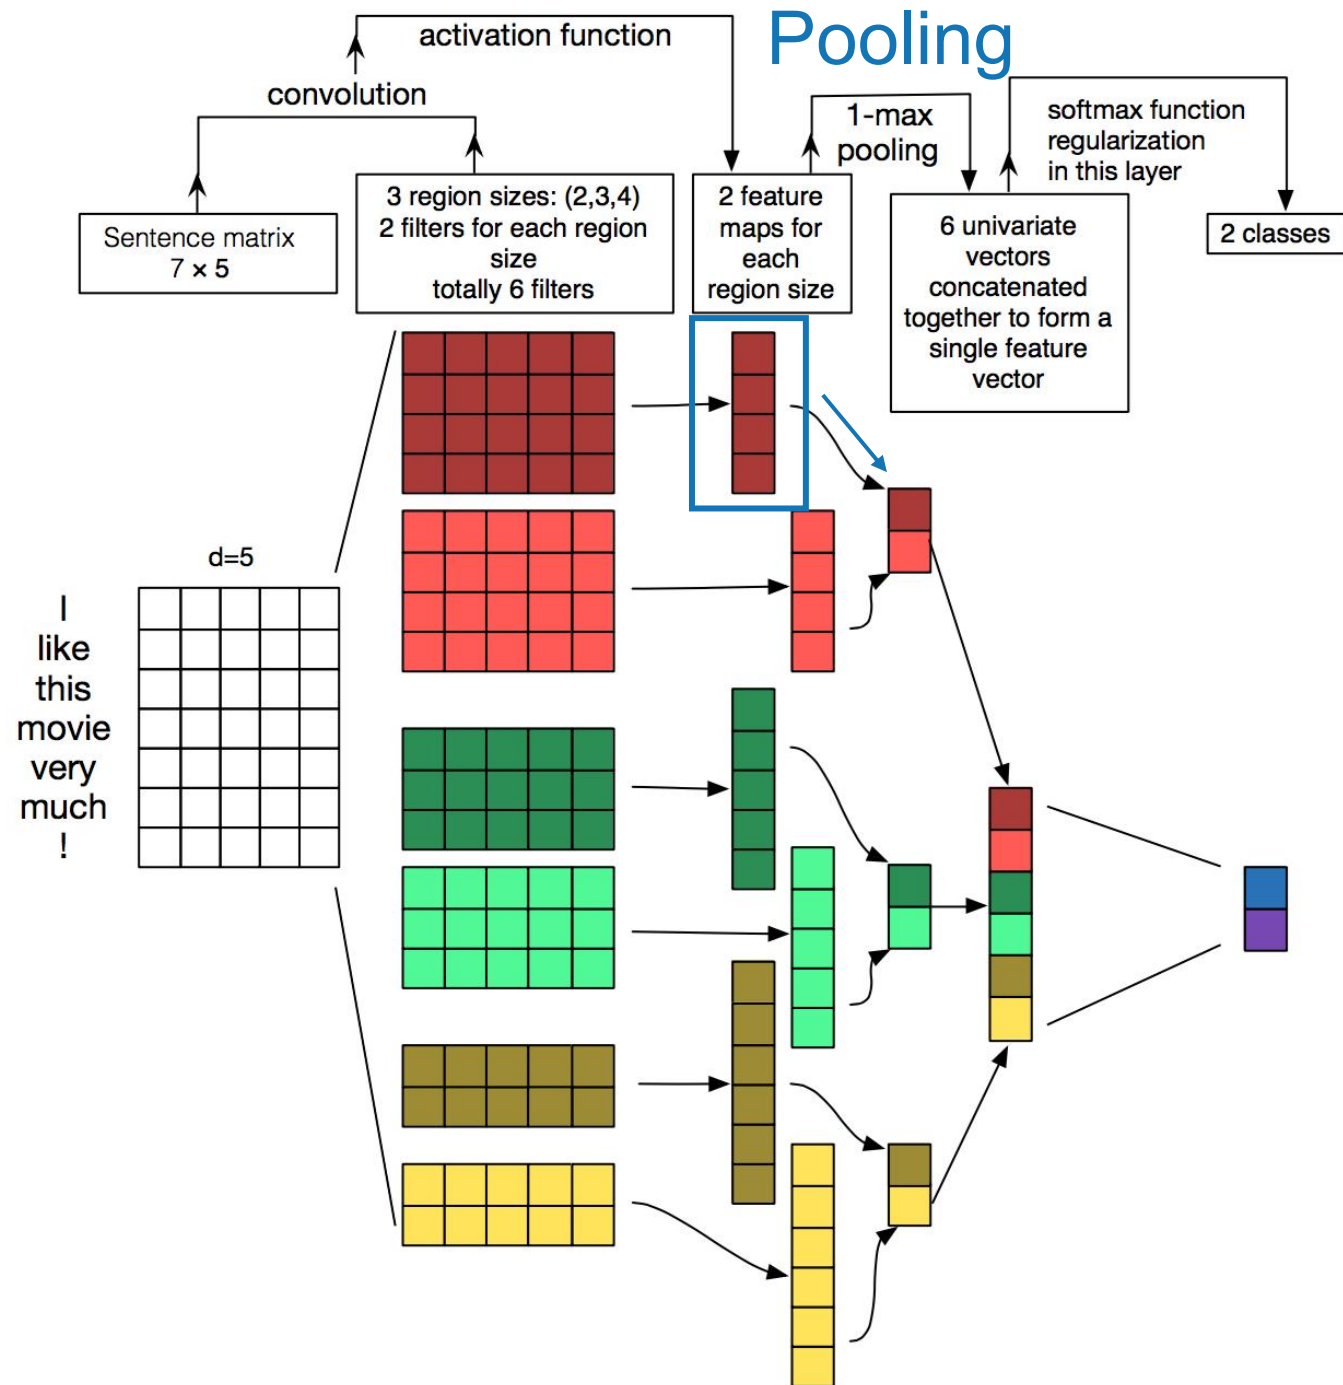 Pooling
activation function
convolution
1-max
pooling
softmax function
regularization
in this layer
Sentence matrix
7 × 5
3 region sizes: (2,3,4)
2 filters for each region
size
totally 6 filters
2 feature
maps for
each
region size
6 univariate
vectors
concatenated
together to form a
single feature
vector
2 classes
d=5
I
like
this
movie
very
much
!